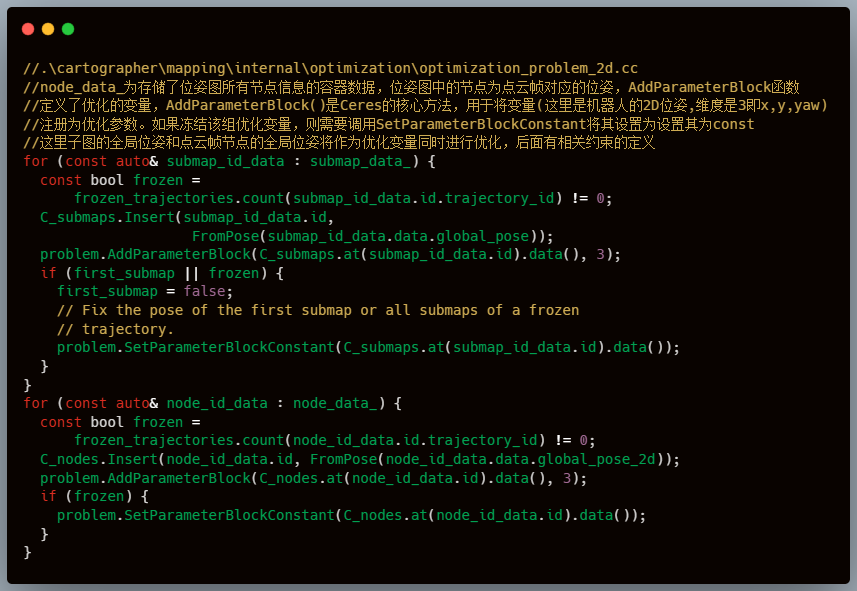 //.\cartographer\mapping\internal\optimization\optimization_problem_2d.cc
//node_data_为存储了位姿图所有节点信息的容器数据，位姿图中的节点为点云帧对应的位姿，AddParameterBlock函数
//定义了优化的变量，AddParameterBlock()是Ceres的核心方法，用于将变量(这里是机器人的2D位姿,维度是3即x,y,yaw)
//注册为优化参数。如果冻结该组优化变量，则需要调用SetParameterBlockConstant将其设置为设置其为const
//这里子图的全局位姿和点云帧节点的全局位姿将作为优化变量同时进行优化，后面有相关约束的定义
for (const auto& submap_id_data : submap_data_) {
  const bool frozen =
      frozen_trajectories.count(submap_id_data.id.trajectory_id) != 0;
  C_submaps.Insert(submap_id_data.id,
                    FromPose(submap_id_data.data.global_pose));
  problem.AddParameterBlock(C_submaps.at(submap_id_data.id).data(), 3);
  if (first_submap || frozen) {
    first_submap = false;
    // Fix the pose of the first submap or all submaps of a frozen
    // trajectory.
    problem.SetParameterBlockConstant(C_submaps.at(submap_id_data.id).data());
  }
}
for (const auto& node_id_data : node_data_) {
  const bool frozen =
      frozen_trajectories.count(node_id_data.id.trajectory_id) != 0;
  C_nodes.Insert(node_id_data.id, FromPose(node_id_data.data.global_pose_2d));
  problem.AddParameterBlock(C_nodes.at(node_id_data.id).data(), 3);
  if (frozen) {
    problem.SetParameterBlockConstant(C_nodes.at(node_id_data.id).data());
  }
}